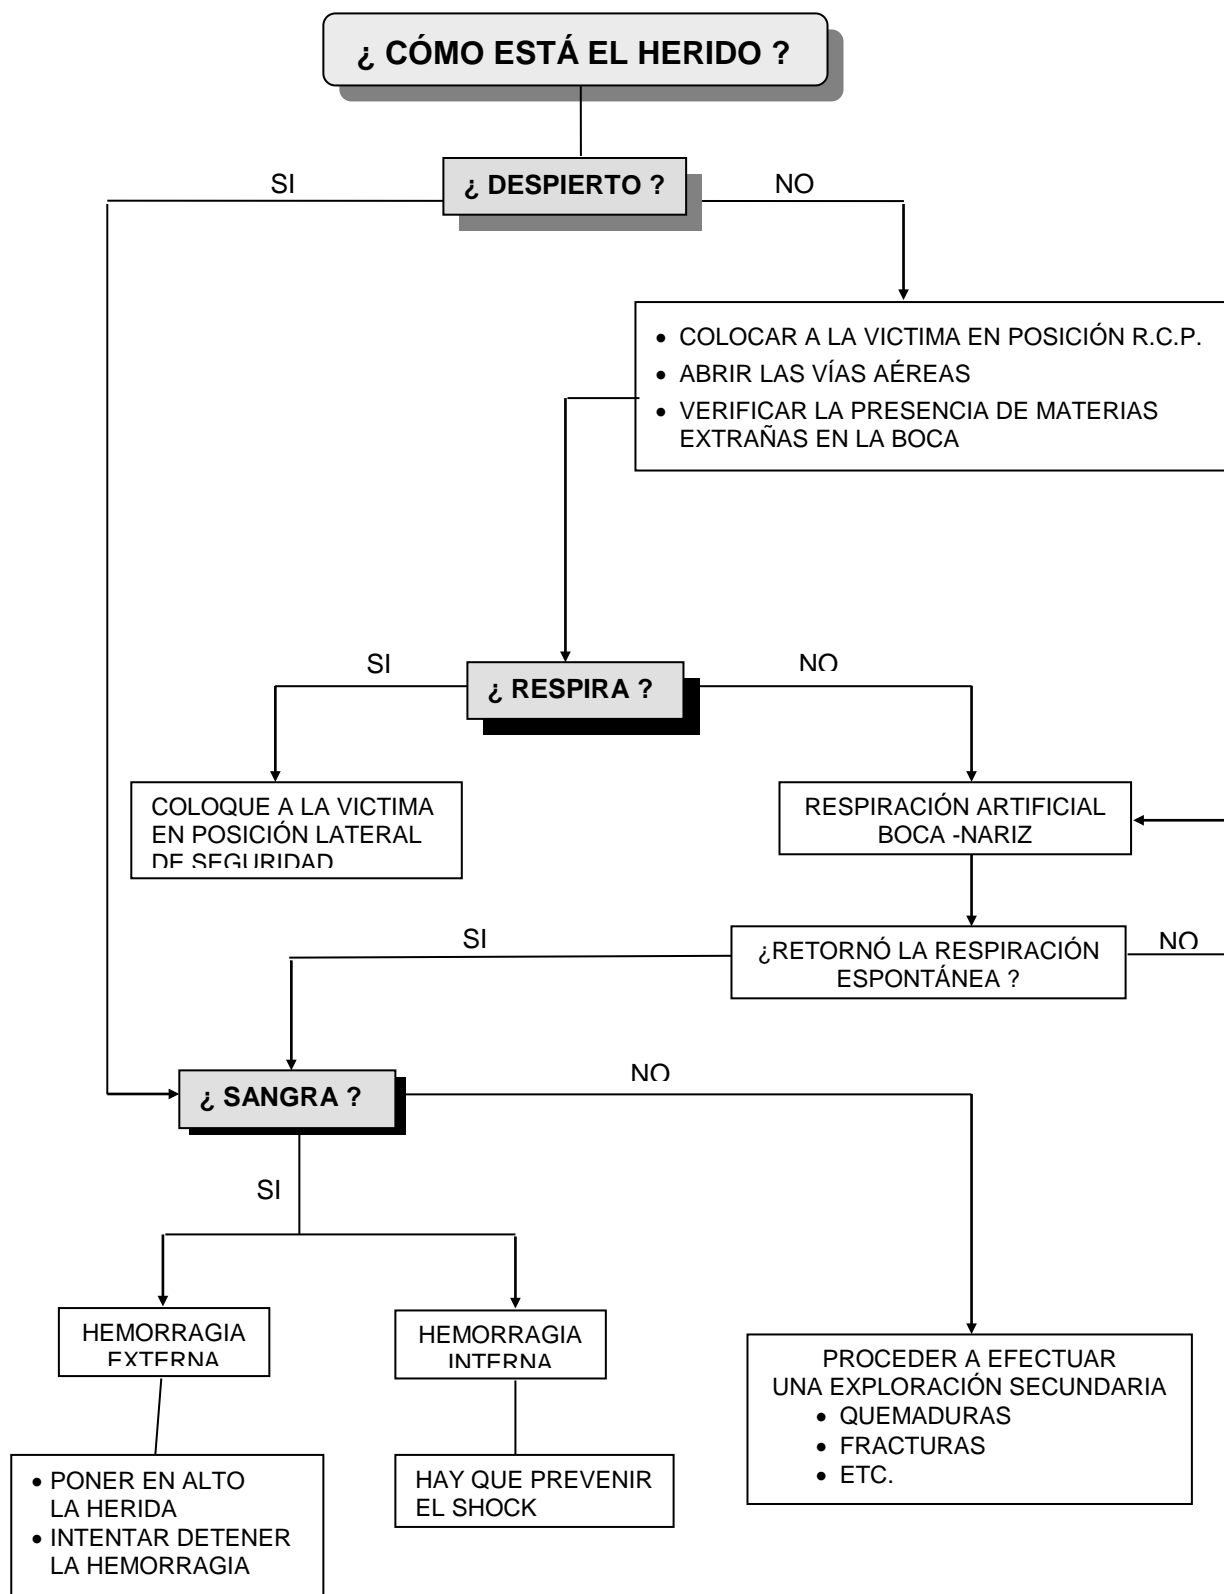 ¿ CÓMO ESTÁ EL HERIDO ?
SI
¿ DESPIERTO ?
NO
• COLOCAR A LA VICTIMA EN POSICIÓN R.C.P.
• ABRIR LAS VÍAS AÉREAS
• VERIFICAR LA PRESENCIA DE MATERIAS
EXTRAÑAS EN LA BOCA
SI
¿ RESPIRA ?
NO
COLOQUE A LA VICTIMA
EN POSICIÓN LATERAL
DE SEGURIDAD
RESPIRACIÓN ARTIFICIAL
BOCA -NARIZ
SI
¿RETORNÓ LA RESPIRACIÓN
ESPONTÁNEA ?
NO
¿ SANGRA ?
NO
SI
HEMORRAGIA
EXTERNA
HEMORRAGIA
INTERNA
PROCEDER A EFECTUAR
UNA EXPLORACIÓN SECUNDARIA
• QUEMADURAS
• FRACTURAS
• ETC.
• PONER EN ALTO
LA HERIDA
• INTENTAR DETENER
LA HEMORRAGIA
HAY QUE PREVENIR
EL SHOCK